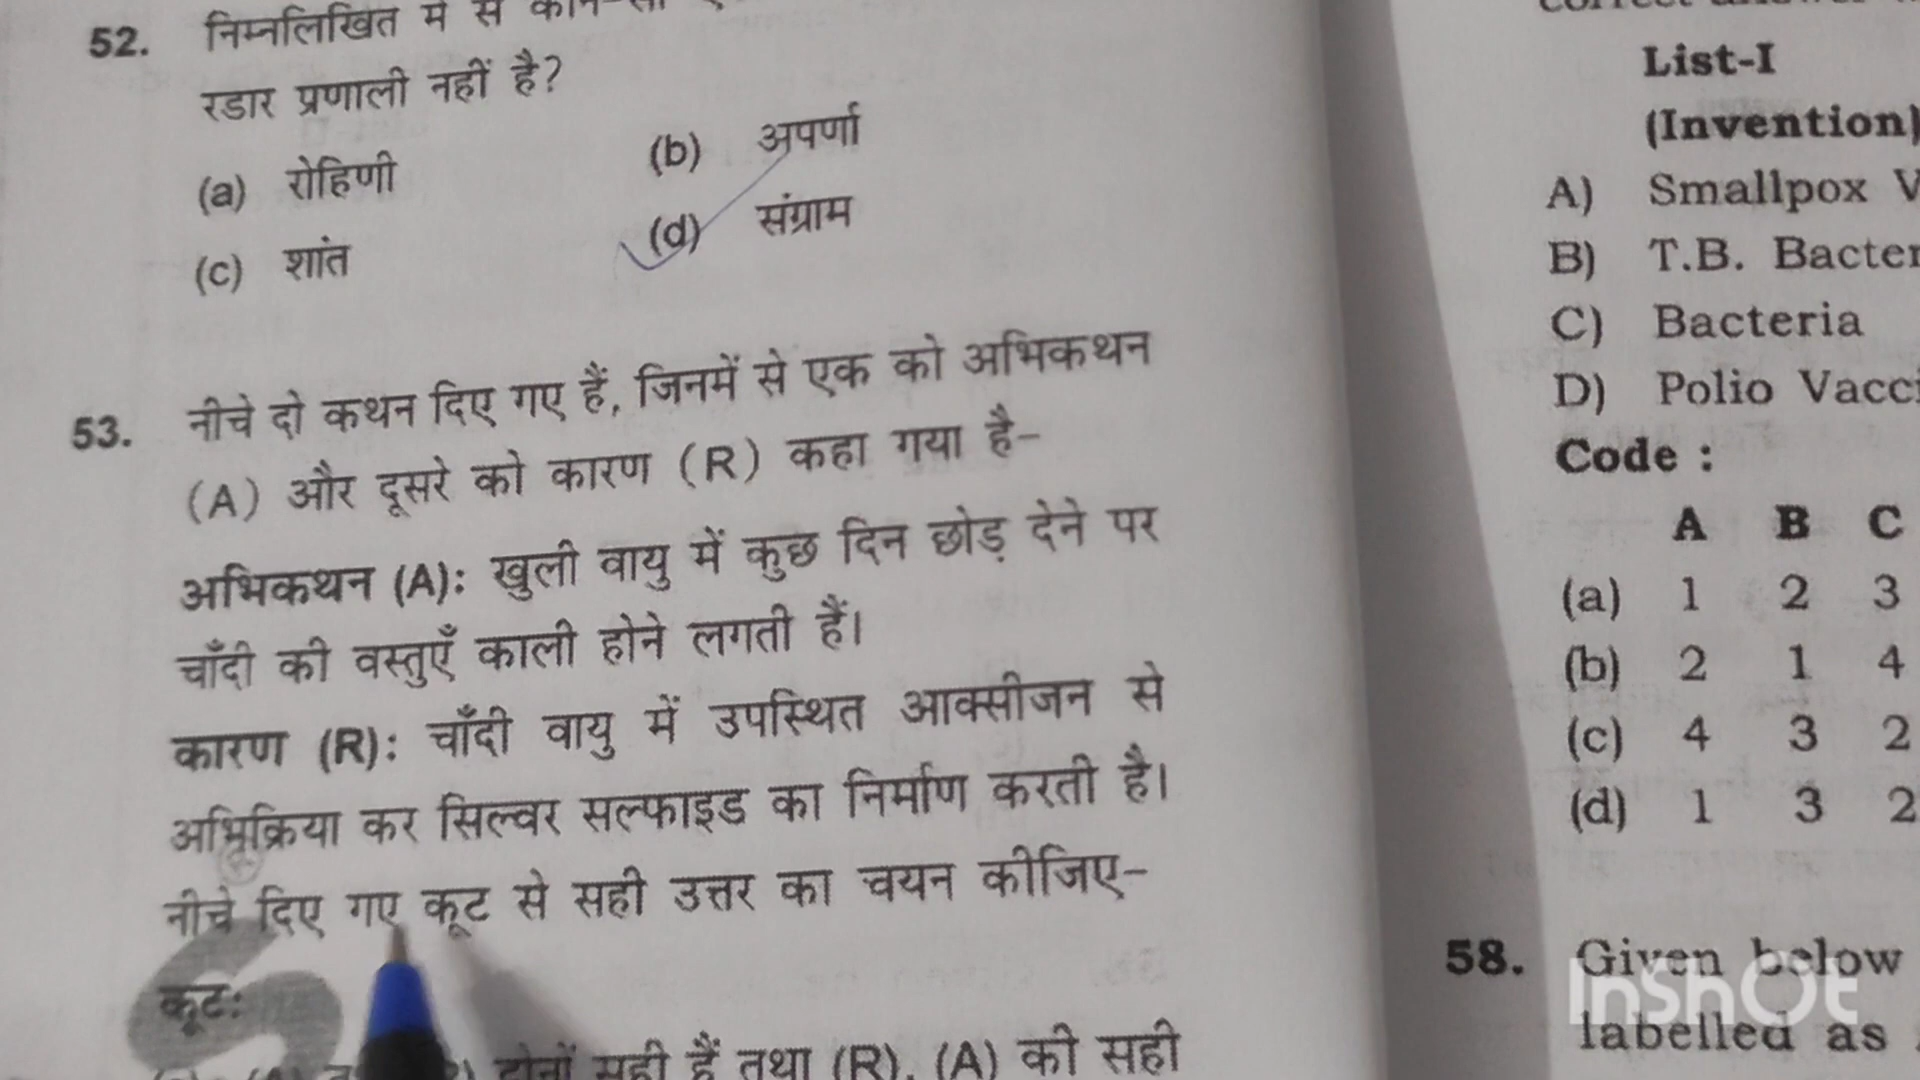 52. निम्नलिखित में से कौन-सा
रडार प्रणाली नहीं है?
(a) रोहिणी (b) अपर्णा
(c) शांत (d) संग्राम
53. नीचे दो कथन दिए गए हैं, जिनमें से एक को अभिकथन
(A) और दूसरे को कारण (R) कहा गया है-
अभिकथन (A): खुली वायु में कुछ दिन छोड़ देने पर
चाँदी की वस्तुएँ काली होने लगती हैं।
कारण (R): चाँदी वायु में उपस्थित आक्सीजन से
अभिक्रिया कर सिल्वर सल्फाइड का निर्माण करती है।
नीचे दिए गए कूट से सही उत्तर का चयन कीजिए-
कूट:
दोनों सही हैं तथा (R), (A) की सही
correct answer
List-I
(Invention)
A) Smallpox
B) T.B.
C) Bacteria
D) Polio
Code :
A B C
(a) 1 2 3
(b) 2 1 4
(c) 4 3 2
(d) 1 3 2
58. Given below
labelled as
InShOt